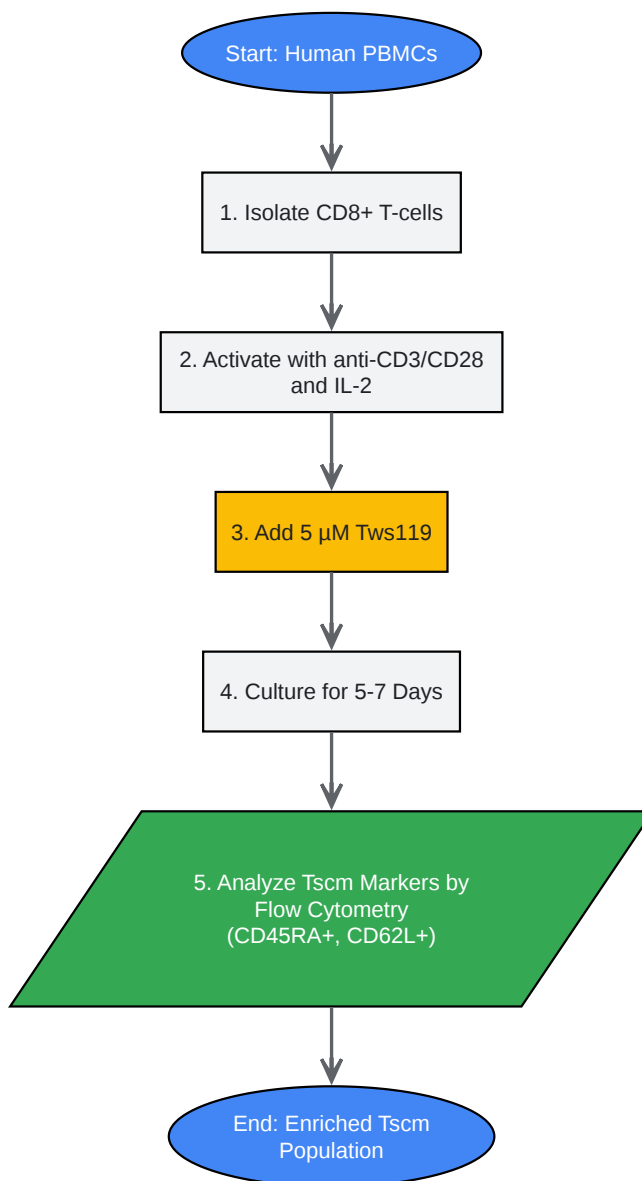 Start: Human PBMCs
1. Isolate CD8+ T-cells
2. Activate with anti-CD3/CD28
and IL-2
3. Add 5 µM Tws119
4. Culture for 5-7 Days
5. Analyze Tscm Markers by
Flow Cytometry
(CD45RA+, CD62L+)
End: Enriched Tscm
Population